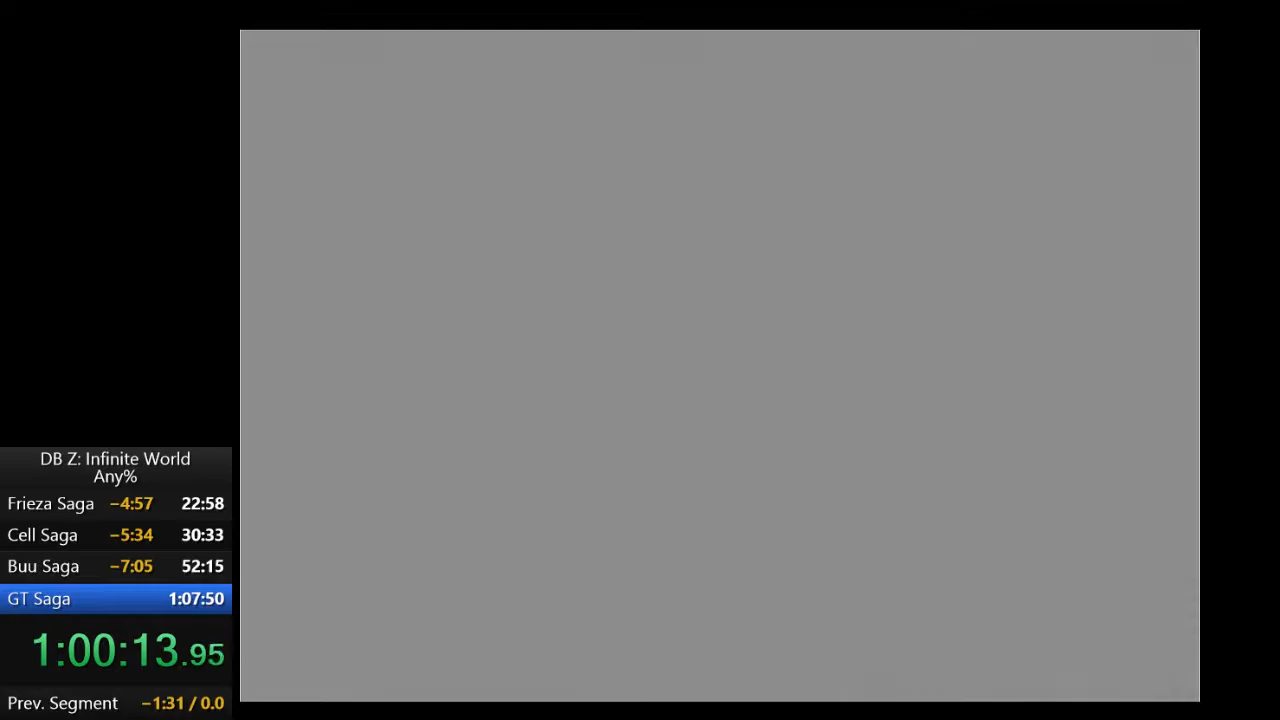 DB Z: Infinite World
Any%
Frieza Saga −4:57 22:58
Cell Saga −5:34 30:33
Buu Saga −7:05 52:15
GT Saga 1:07:50
1:00:13.95
Prev. Segment −1:31 / 0.0